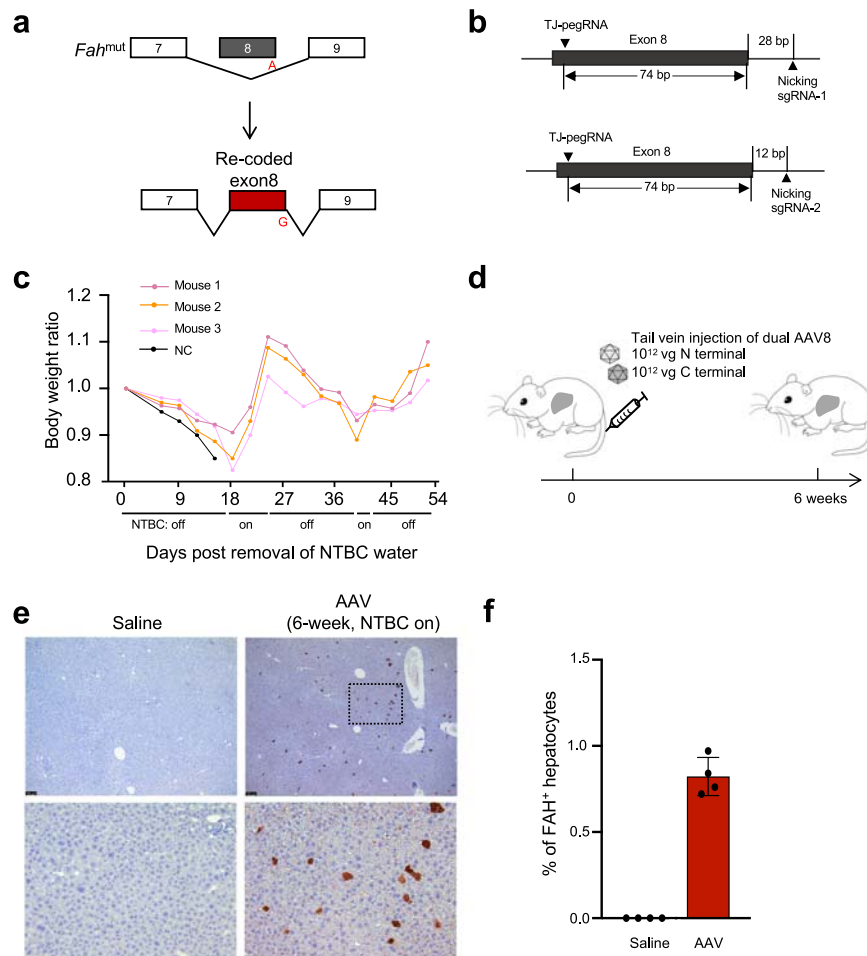 a
Fah^mut
7
8
9
A
Re-coded
exon8
7
9
G
b
TJ-pegRNA
Exon 8
28 bp
74 bp
Nicking
sgRNA-1
TJ-pegRNA
Exon 8
12 bp
74 bp
Nicking
sgRNA-2
c
Mouse 1
Mouse 2
Mouse 3
NC
Body weight ratio
1.2
1.1
1.0
0.9
0.8
0 9 18 27 36 45 54
NTBC: off on off on off
Days post removal of NTBC water
d
Tail vein injection of dual AAV8
10¹² vg N terminal
10¹² vg C terminal
0 6 weeks
e
Saline
AAV
(6-week, NTBC on)
f
% of FAH⁺ hepatocytes
1.5
1.0
0.5
0.0
Saline AAV